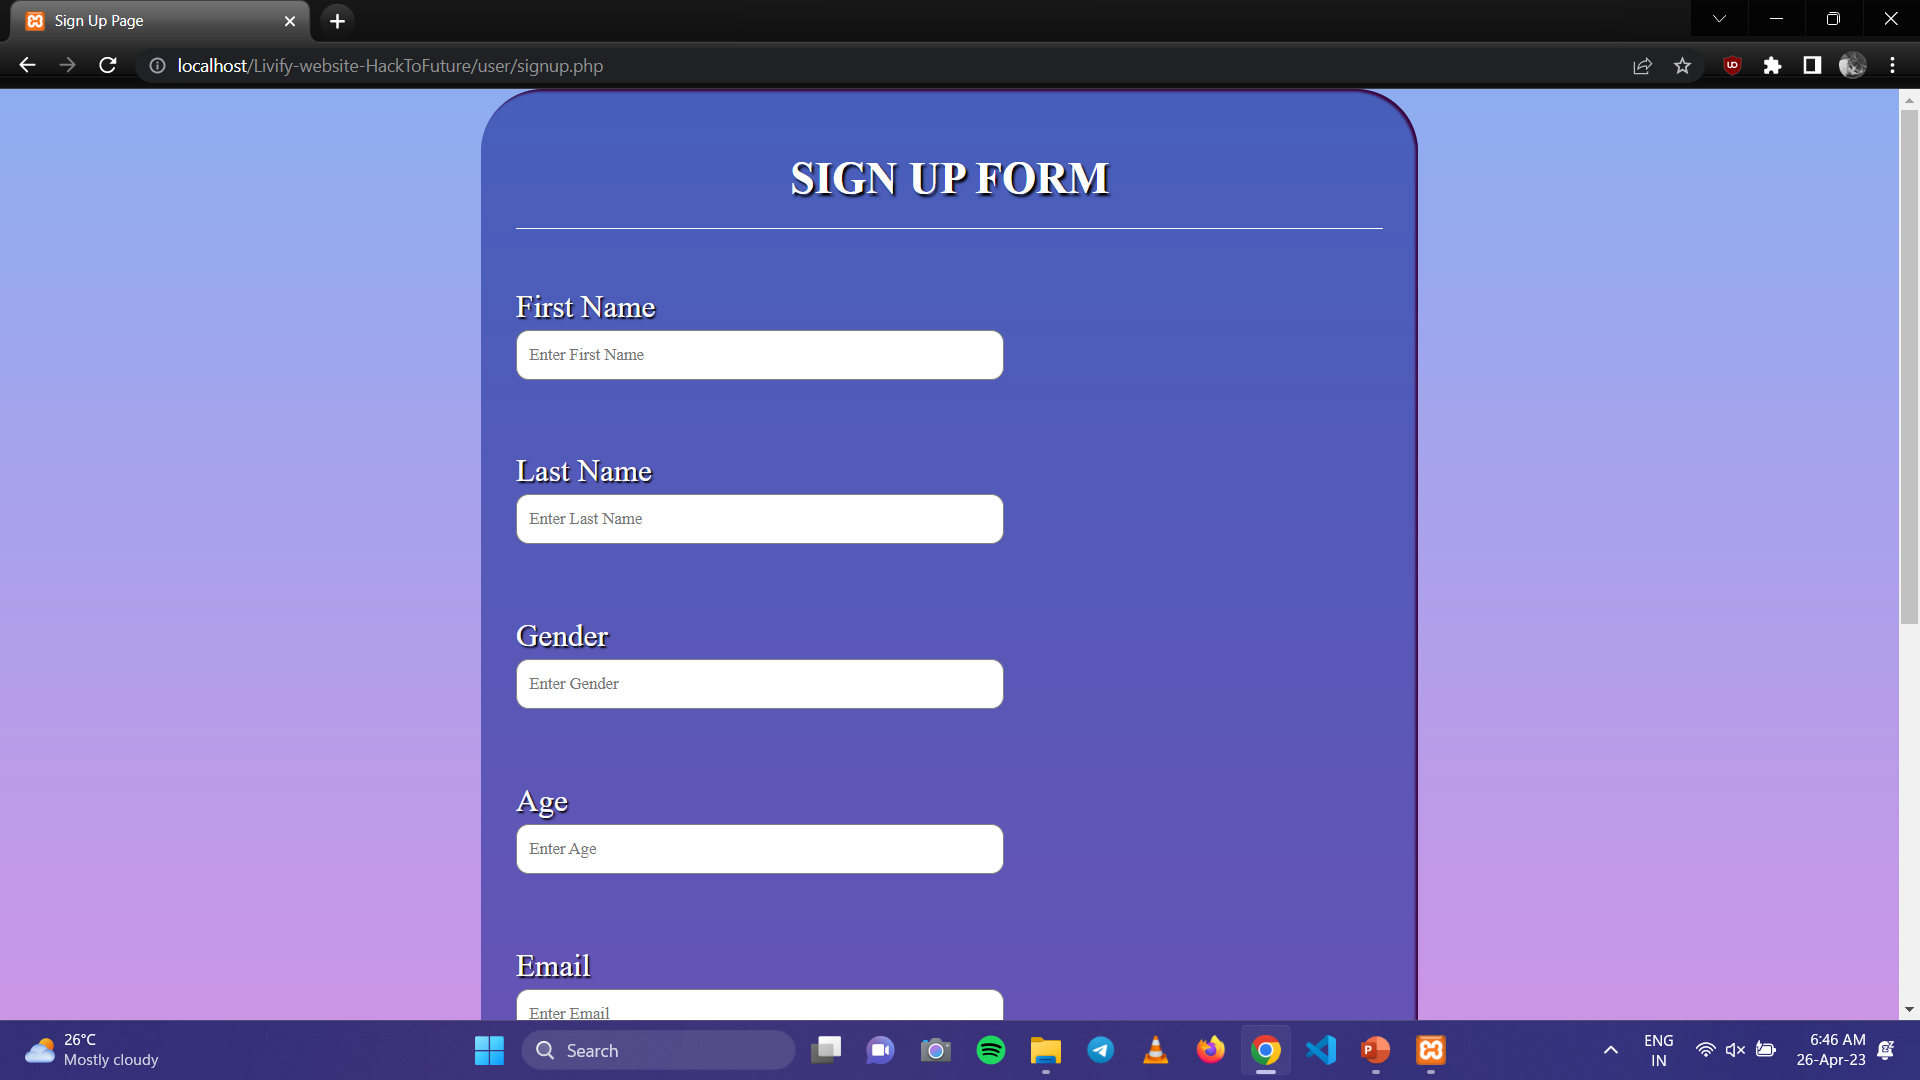 Sign Up Page
localhost/Livify-website-HackToFuture/user/signup.php
SIGN UP FORM
First Name
Enter First Name
Last Name
Enter Last Name
Gender
Enter Gender
Age
Enter Age
Email
Enter Email
26°C
Mostly cloudy
Search
ENG
IN
6:46 AM
26-Apr-23